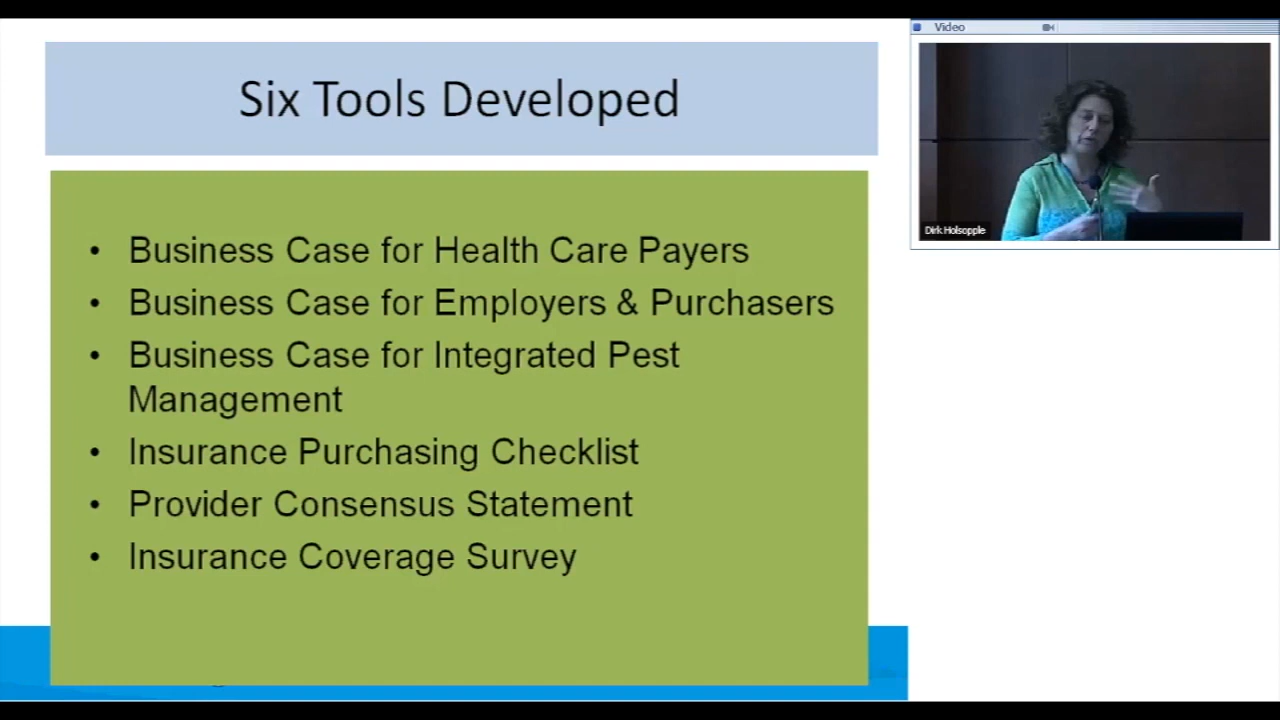 Six Tools Developed
• Business Case for Health Care Payers
• Business Case for Employers & Purchasers
• Business Case for Integrated Pest
Management
• Insurance Purchasing Checklist
• Provider Consensus Statement
• Insurance Coverage Survey
Video
Dirk Holsopple